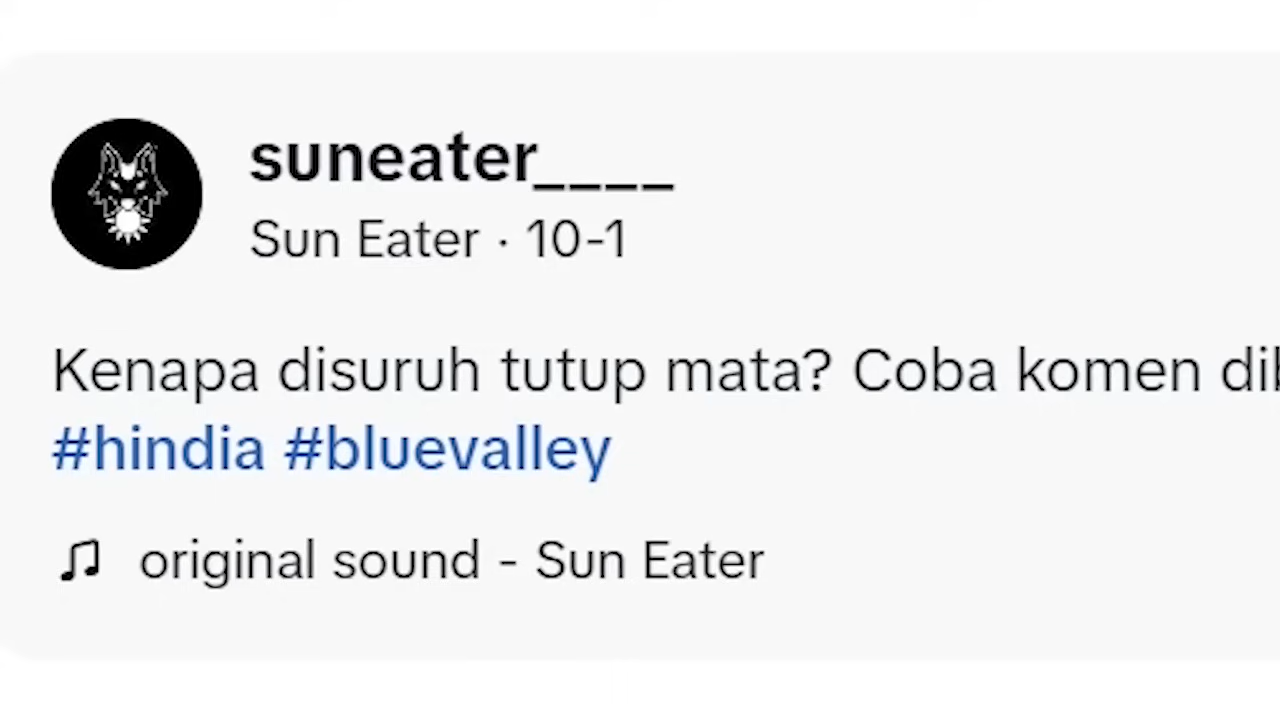 suneater____
Sun Eater · 10-1
Kenapa disuruh tutup mata? Coba komen
#hindia #bluevalley
original sound - Sun Eater